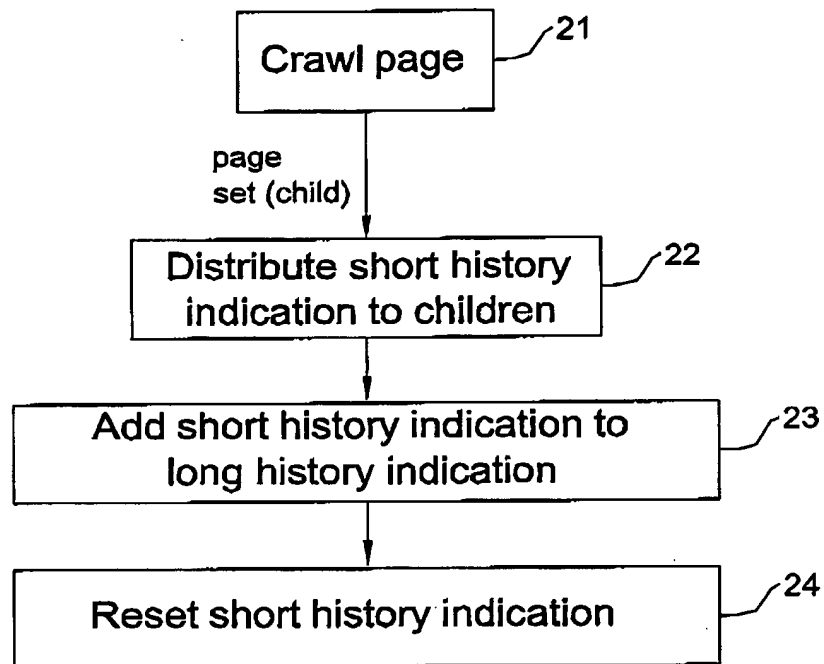 21
Crawl page
page
set (child)
22
Distribute short history
indication to children
23
Add short history indication to
long history indication
24
Reset short history indication